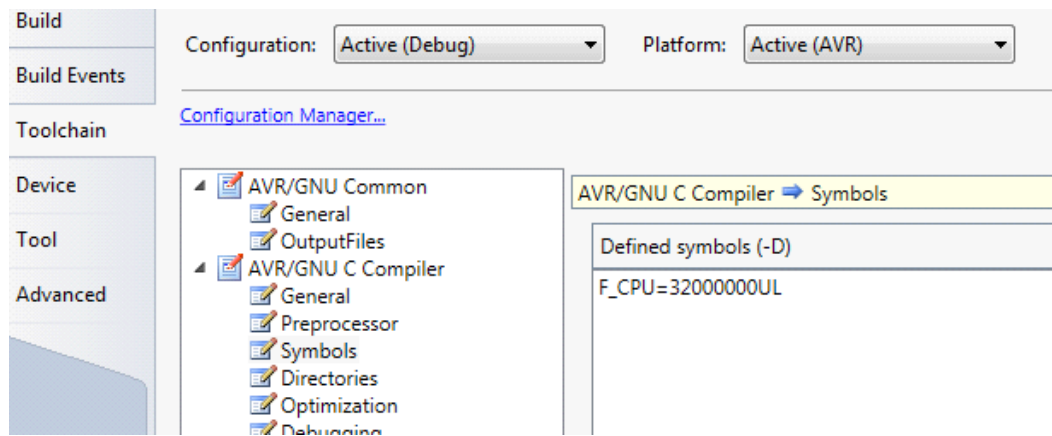 Build
Build Events
Toolchain
Device
Tool
Advanced
Configuration: Active (Debug) Platform: Active (AVR)
Configuration Manager...
AVR/GNU Common
General
OutputFiles
AVR/GNU C Compiler
General
Preprocessor
Symbols
Directories
Optimization
Debugging
AVR/GNU C Compiler ➡ Symbols
Defined symbols (-D)
F_CPU=32000000UL